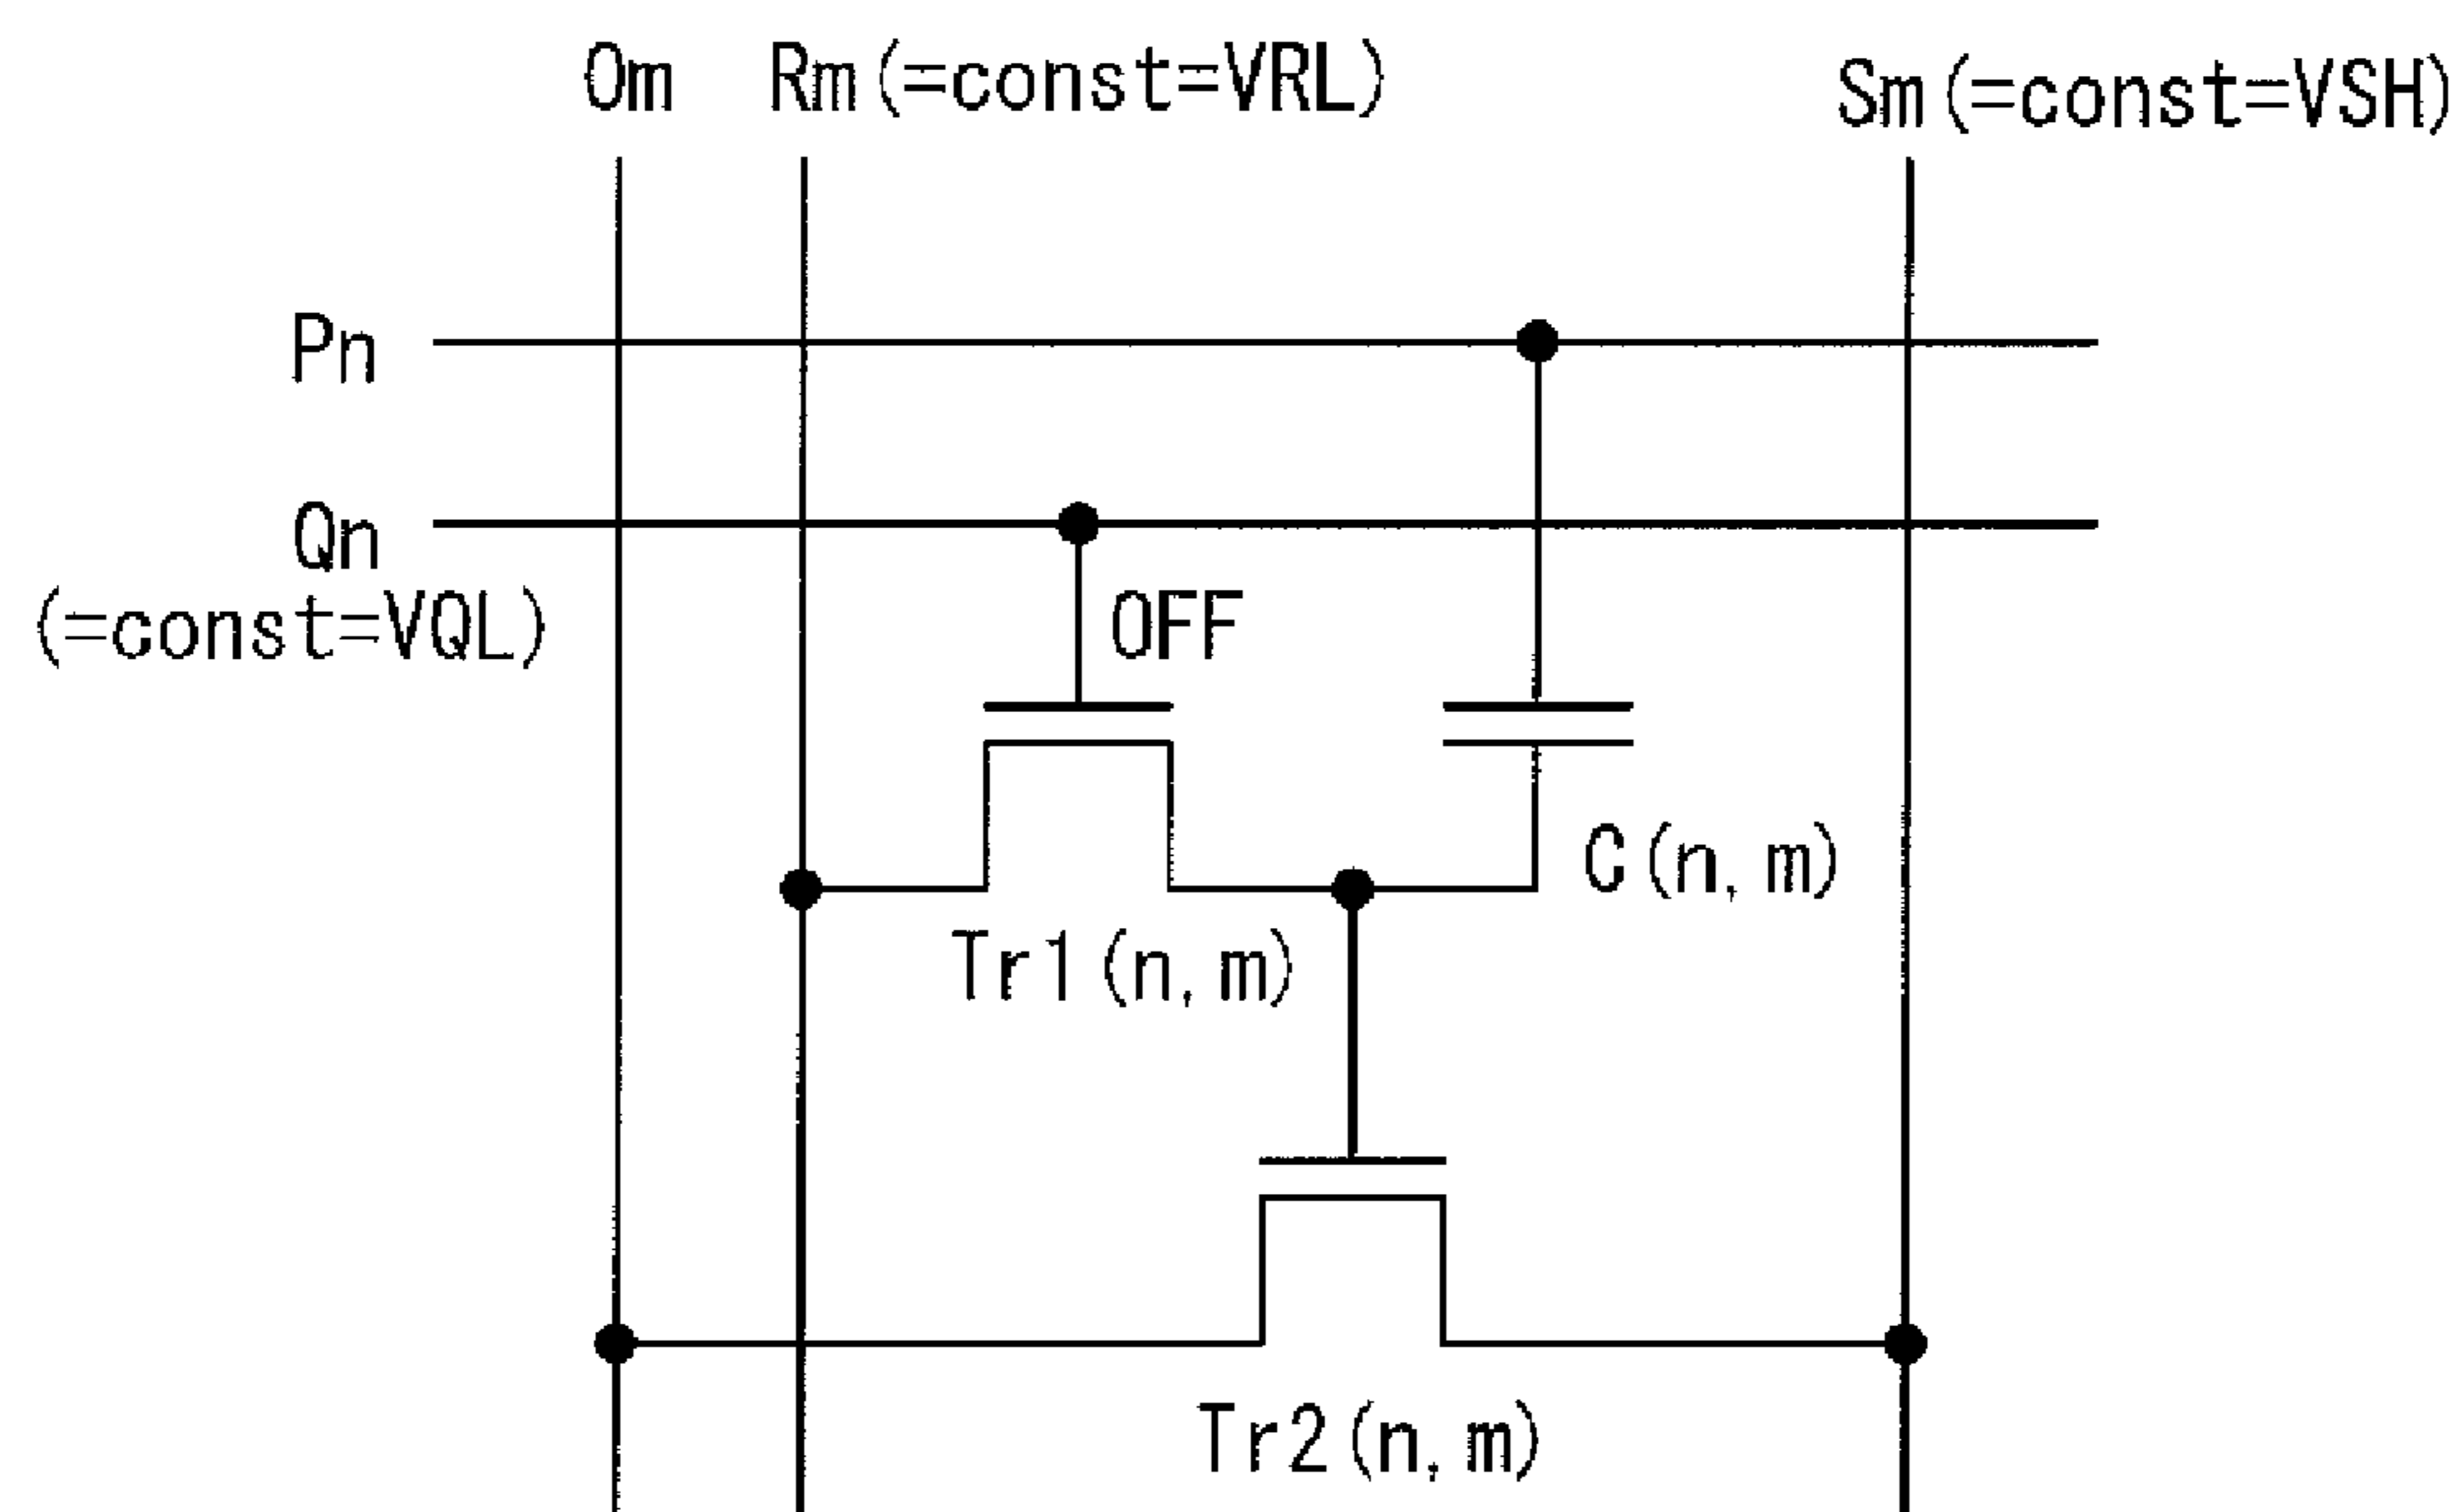 Om Rm(=const=VRL) Sm(=const=VSH)
Pn
Qn
(=const=VQL)
OFF
C(n,m)
Tr1(n,m)
Tr2(n,m)